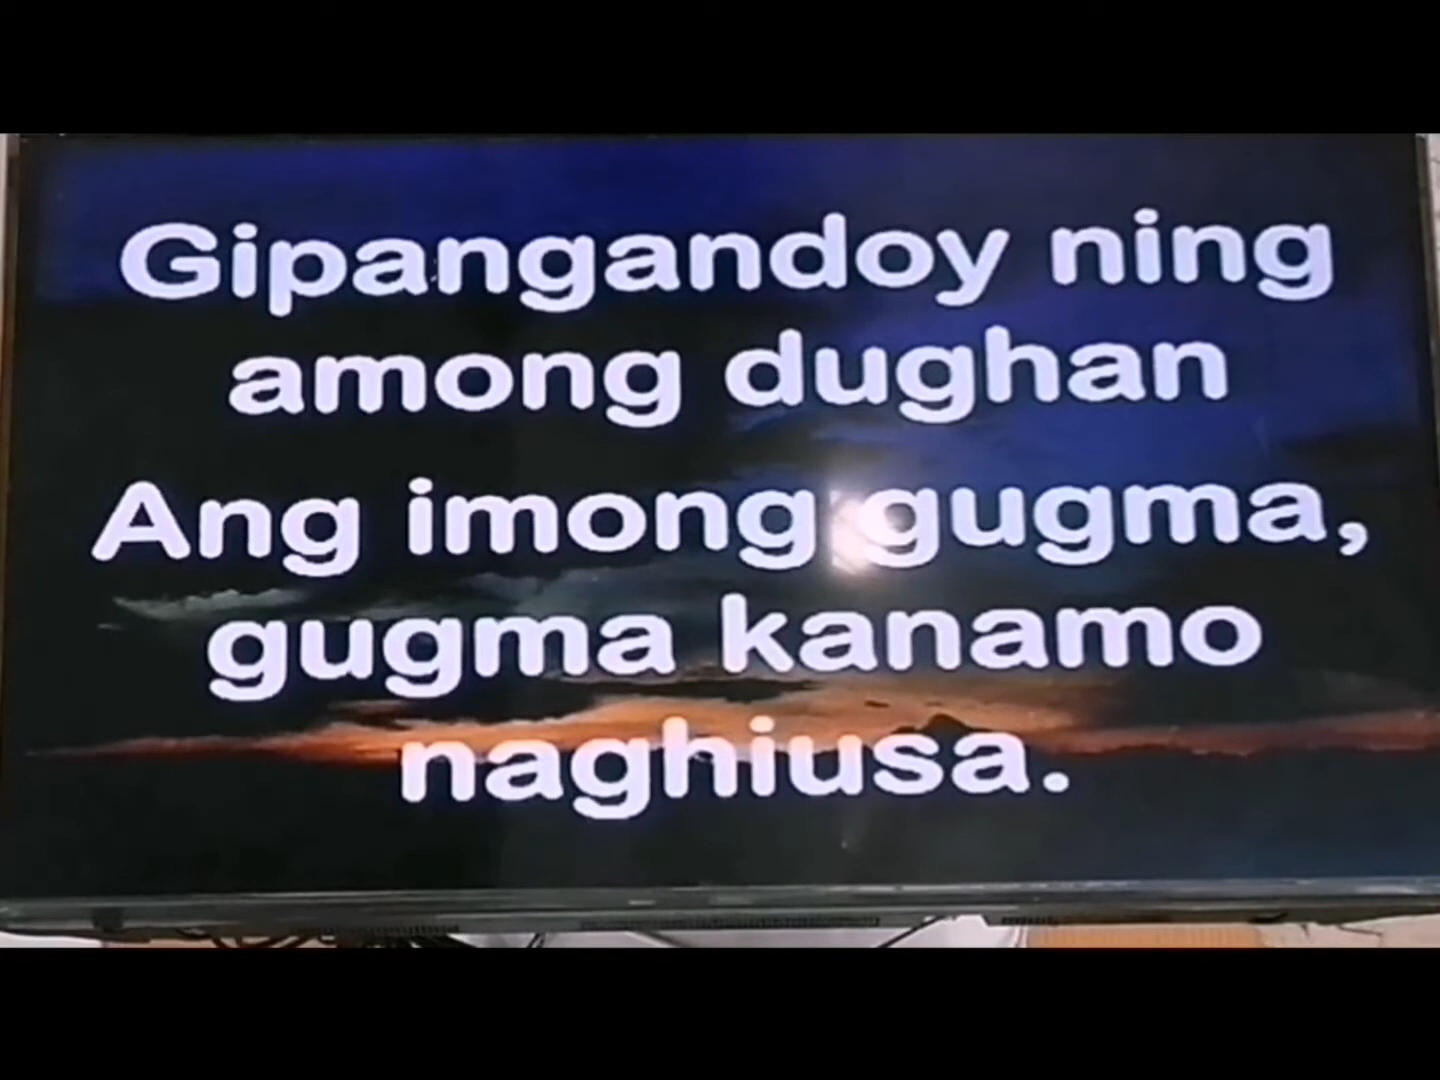 Gipangandoy ning
among dughan
Ang imong gugma,
gugma kanamo
naghiusa.